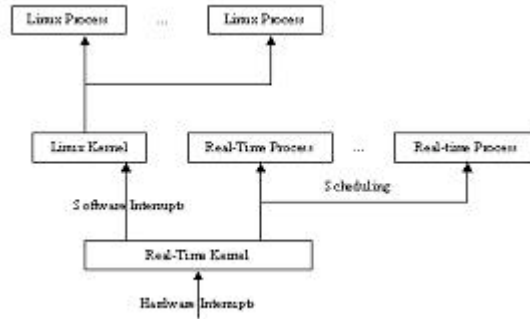 Linux Process ... Linux Process
Linux Kernel
Real-Time Process ... Real-time Process
Scheduling
Software Interrupts
Real-Time Kernel
Hardware Interrupts